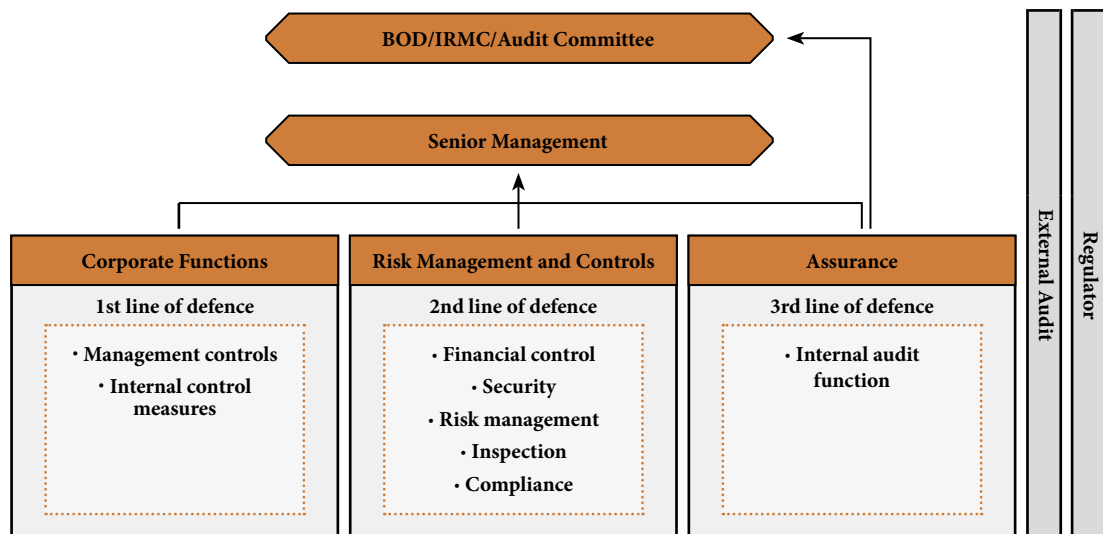 BOD/IRMC/Audit Committee
Senior Management
Corporate Functions
1st line of defence
· Management controls
· Internal control
measures
Risk Management and Controls
2nd line of defence
· Financial control
· Security
· Risk management
· Inspection
· Compliance
Assurance
3rd line of defence
· Internal audit
function
External Audit
Regulator